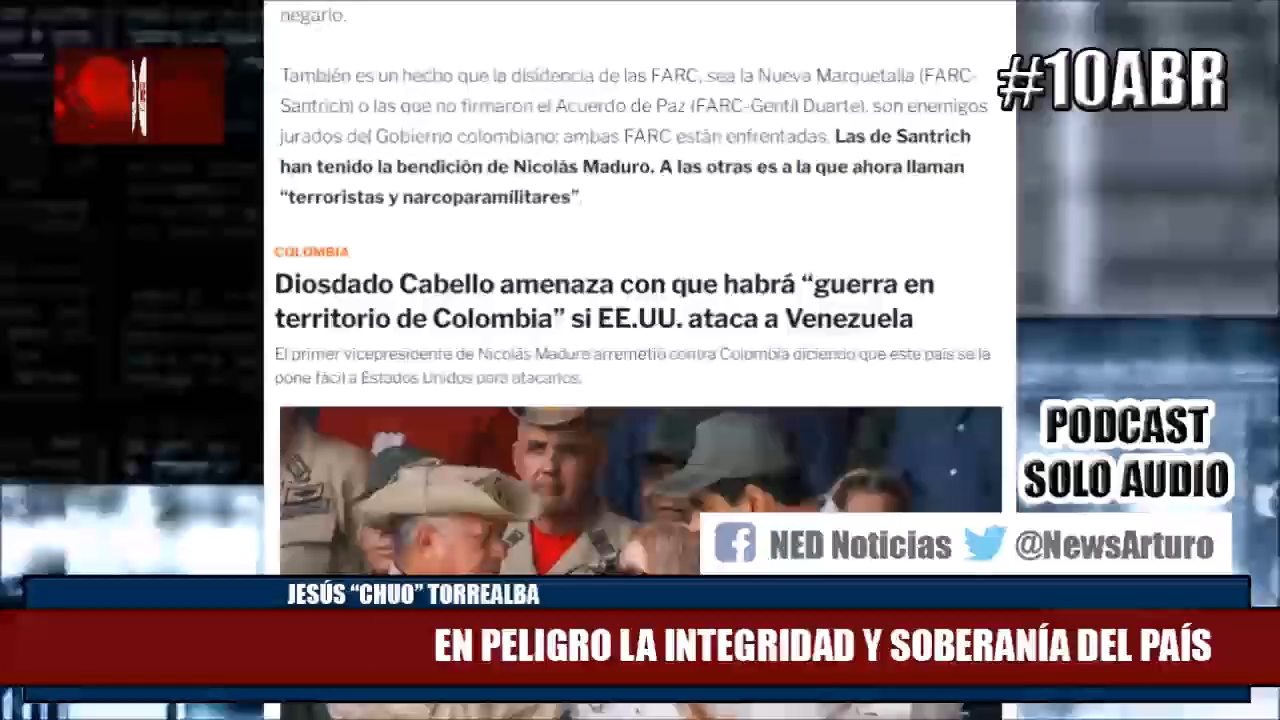 negarlo.
También es un hecho que la disidencia de las FARC, sea la Nueva Marquetalia (FARC-
Santrich) o las que no firmaron el Acuerdo de Paz (FARC-Gentil Duarte), son enemigos
jurados del Gobierno colombiano; ambas FARC están enfrentadas. Las de Santrich
han tenido la bendición de Nicolás Maduro. A las otras es a la que ahora llaman
“terroristas y narcoparamilitares”.
COLOMBIA
Diosdado Cabello amenaza con que habrá “guerra en
territorio de Colombia” si EE.UU. ataca a Venezuela
El primer vicepresidente de Nicolás Maduro arremetió contra Colombia diciendo que este país se la
pone fácil a Estados Unidos para atacarlos.
#10ABR
PODCAST
SOLO AUDIO
NED Noticias @NewsArturo
JESÚS “CHUO” TORREALBA
EN PELIGRO LA INTEGRIDAD Y SOBERANÍA DEL PAÍS